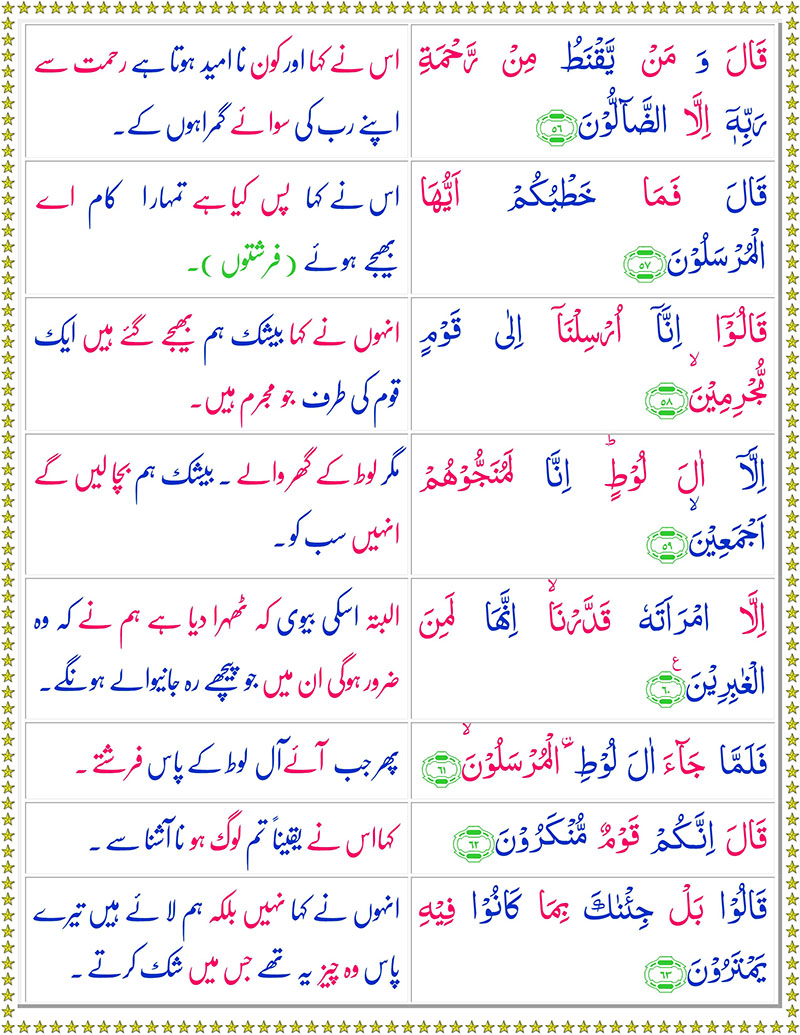 قَالَ وَ مَنْ يَّقْنَطُ مِنْ رَّحْمَةِ
رَبِّهٖۤ اِلَّا الضَّآلُّوْنَ ﴿۵۶﴾
اس نے کہا اور کون نا امید ہوتا ہے رحمت سے
اپنے رب کی سوائے گمراہوں کے۔
قَالَ فَمَا خَطْبُكُمْ اَيُّهَا
الْمُرْسَلُوْنَ ﴿۵۷﴾
اس نے کہا پس کیا ہے تمہارا کام اے
بھیجے ہوئے (فرشتوں)۔
قَالُوْۤا اِنَّاۤ اُرْسِلْنَاۤ اِلٰى قَوْمٍ
مُّجْرِمِيْنَ ۙ﴿۵۸﴾
انہوں نے کہا بیشک ہم بھیجے گئے ہیں ایک
قوم کی طرف جو مجرم ہیں۔
اِلَّاۤ اٰلَ لُوْطٍ ؕ اِنَّا لَمُنَجُّوْهُمْ
اَجْمَعِيْنَ ۙ﴿۵۹﴾
مگر لوط کے گھر والے ۔ بیشک ہم بچا لیں گے
انہیں سب کو۔
اِلَّا امْرَاَتَهٗ قَدَّرْنَاۤ ۙ اِنَّهَا لَمِنَ
الْغٰبِرِيْنَ ﴿۶۰﴾ ع
البتہ اسکی بیوی کہ ٹھہرا دیا ہے ہم نے کہ وہ
ضرور ہوگی ان میں جو پیچھے رہ جانیوالے ہونگے۔
فَلَمَّا جَآءَ اٰلَ لُوْطِ ۨالْمُرْسَلُوْنَ ۙ﴿۶۱﴾
پھر جب آئے آل لوط کے پاس فرشتے ۔
قَالَ اِنَّكُمْ قَوْمٌ مُّنْكَرُوْنَ ﴿۶۲﴾
کہا اس نے یقیناً تم لوگ ہو نا آشنا سے ۔
قَالُوْا بَلْ جِئْنٰكَ بِمَا كَانُوْا فِيْهِ
يَمْتَرُوْنَ ﴿۶۳﴾
انہوں نے کہا نہیں بلکہ ہم لائے ہیں تیرے
پاس وہ چیز یہ تھے جس میں شک کرتے ۔